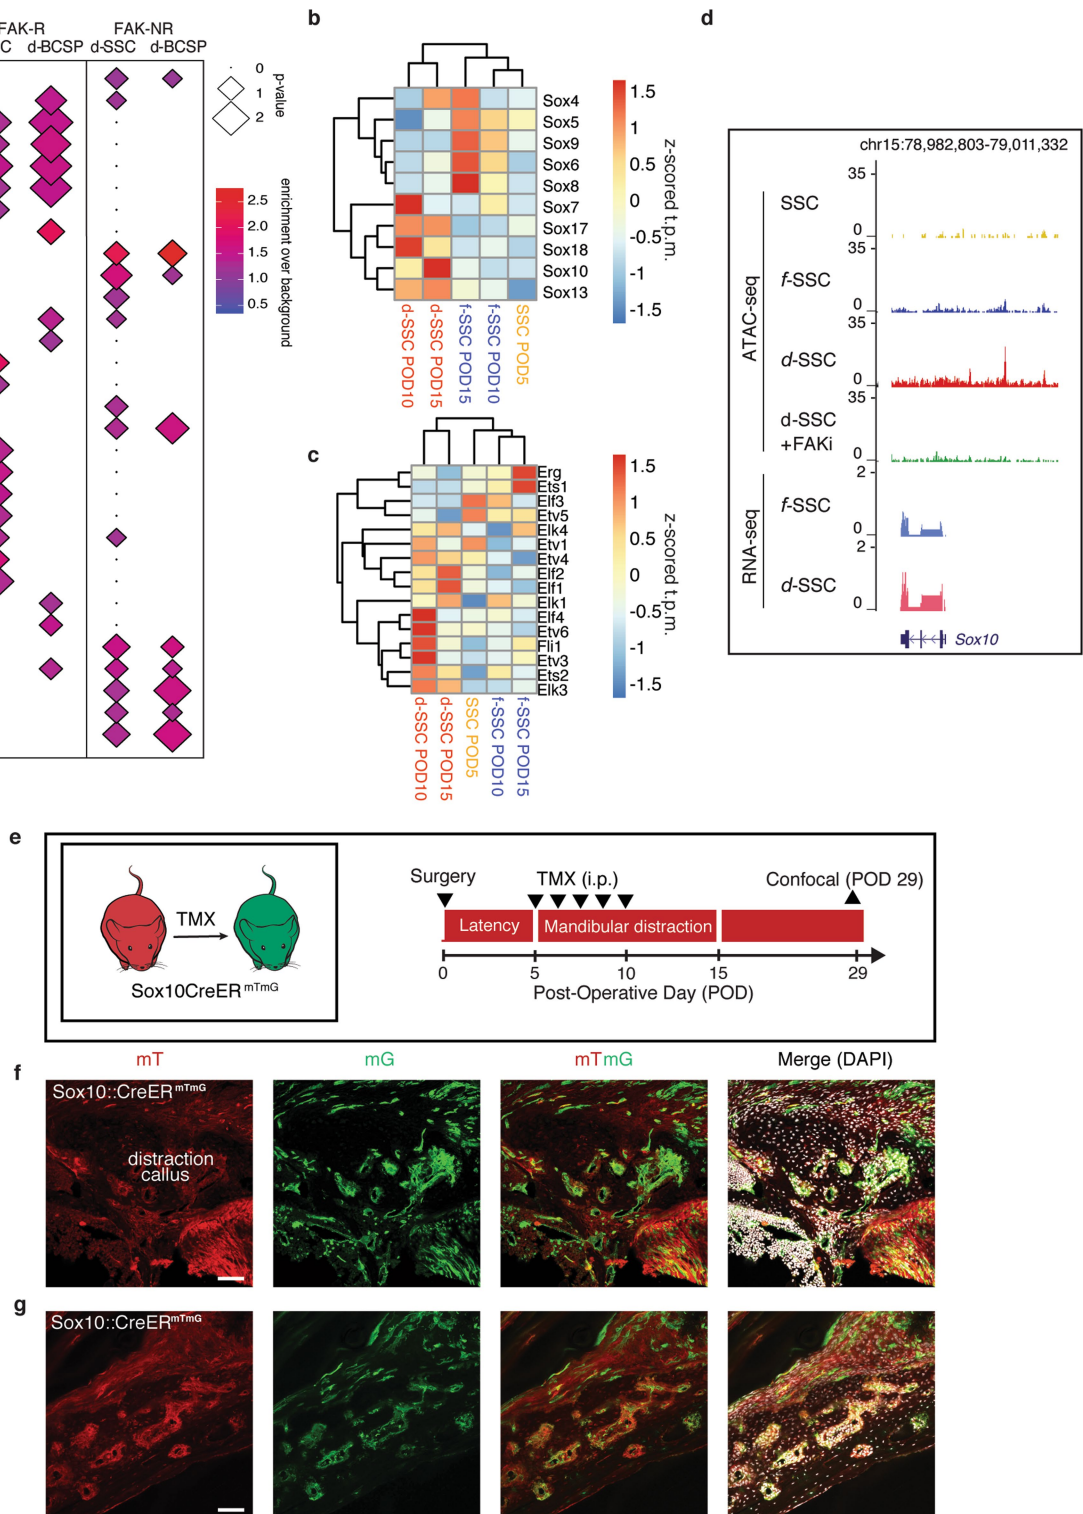 FAK-R
FAK-NR
C d-BCSP d-SSC d-BCSP
0
1
2
p-value
2.5
2.0
1.5
1.0
0.5
enrichment over background
b
Sox4
Sox5
Sox9
Sox6
Sox8
Sox7
Sox17
Sox18
Sox10
Sox13
d-SSC POD10
d-SSC POD15
f-SSC POD15
f-SSC POD10
SSC POD5
1.5
1
0.5
0
-0.5
-1
-1.5
z-scored t.p.m.
c
Erg
Ets1
Elf3
Etv5
Elk4
Etv1
Etv4
Elf2
Elf1
Elk1
Elf4
Etv6
Fli1
Etv3
Ets2
Elk3
d-SSC POD10
d-SSC POD15
SSC POD5
f-SSC POD10
f-SSC POD15
1.5
1
0.5
0
-0.5
-1
-1.5
z-scored t.p.m.
d
chr15:78,982,803-79,011,332
ATAC-seq
35
SSC
0
35
f-SSC
0
35
d-SSC
0
35
d-SSC
+FAKi
0
RNA-seq
2
f-SSC
0
2
d-SSC
0
Sox10
e
TMX
Sox10CreER mTmG
Surgery
TMX (i.p.)
Confocal (POD 29)
Latency
Mandibular distraction
0 5 10 15 29
Post-Operative Day (POD)
mT mG mTmG Merge (DAPI)
f
Sox10::CreER mTmG
distraction
callus
g
Sox10::CreER mTmG